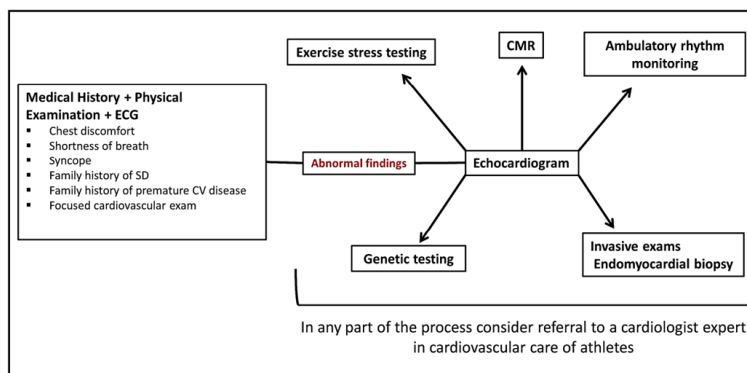 Exercise stress testing
CMR
Ambulatory rhythm
monitoring
Medical History + Physical
Examination + ECG
▪ Chest discomfort
▪ Shortness of breath
▪ Syncope
▪ Family history of SD
▪ Family history of premature CV disease
▪ Focused cardiovascular exam
Abnormal findings
Echocardiogram
Genetic testing
Invasive exams
Endomyocardial biopsy
In any part of the process consider referral to a cardiologist expert
in cardiovascular care of athletes